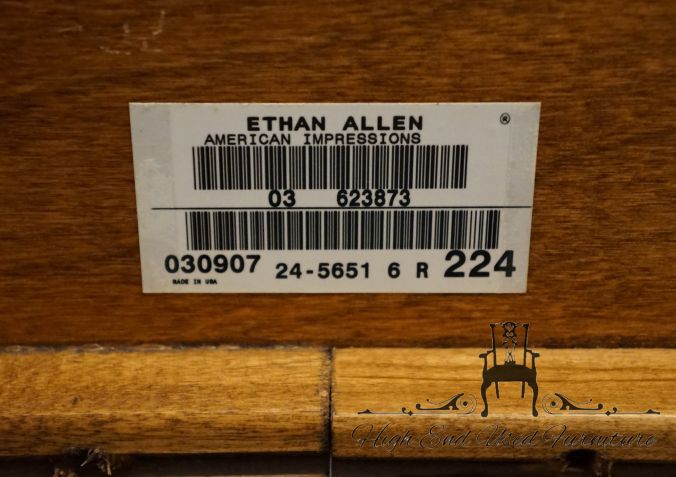 ETHAN ALLEN ®
AMERICAN IMPRESSIONS
03 623873
030907 24-5651 6 R 224
MADE IN USA
High End Used Furniture